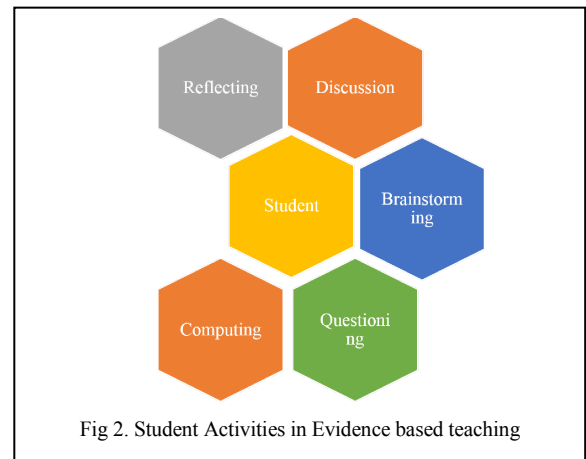 Reflecting
Discussion
Student
Brainstorm
ing
Computing
Questioni
ng
Fig 2. Student Activities in Evidence based teaching